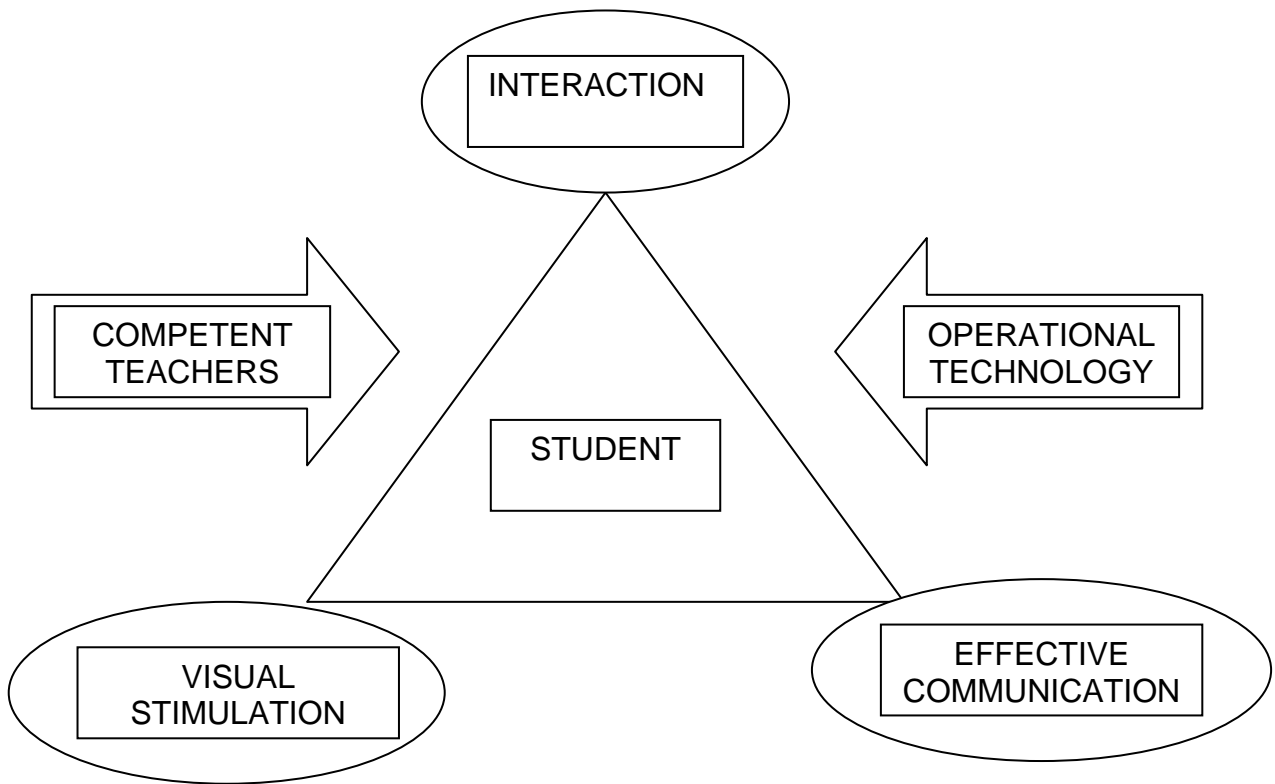 INTERACTION
COMPETENT
TEACHERS
OPERATIONAL
TECHNOLOGY
STUDENT
VISUAL
STIMULATION
EFFECTIVE
COMMUNICATION